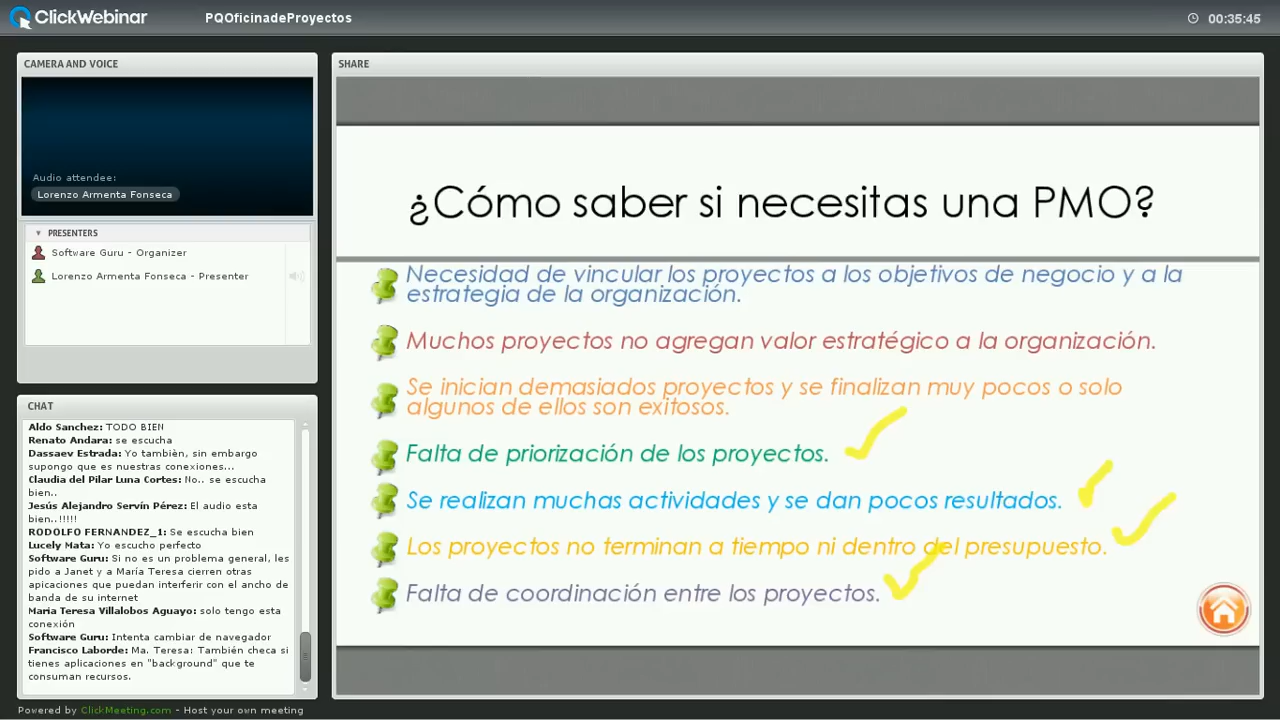 ClickWebinar
PQOficinadeProyectos
00:35:45
CAMERA AND VOICE
Audio attendee:
Lorenzo Armenta Fonseca
PRESENTERS
Software Guru - Organizer
Lorenzo Armenta Fonseca - Presenter
CHAT
Aldo Sanchez: TODO BIEN
Renato Andara: se escucha
Dassaev Estrada: Yo tambièn, sin embargo
supongo que es nuestras conexiones...
Claudia del Pilar Luna Cortes: No.. se escucha
bien..
Jesús Alejandro Servín Pérez: El audio esta
bien..!!!!!
RODOLFO FERNANDEZ_1: Se escucha bien
Lucely Mata: Yo escucho perfecto
Software Guru: Si no es un problema general, les
pido a Janet y a María Teresa cierren otras
apicaciones que puedan interferir con el ancho de
banda de su internet
Maria Teresa Villalobos Aguayo: solo tengo esta
conexión
Software Guru: Intenta cambiar de navegador
Francisco Laborde: Ma. Teresa: También checa si
tienes aplicaciones en "background" que te
consuman recursos.
SHARE
¿Cómo saber si necesitas una PMO?
Necesidad de vincular los proyectos a los objetivos de negocio y a la
estrategia de la organización.
Muchos proyectos no agregan valor estratégico a la organización.
Se inician demasiados proyectos y se finalizan muy pocos o solo
algunos de ellos son exitosos.
Falta de priorización de los proyectos.
Se realizan muchas actividades y se dan pocos resultados.
Los proyectos no terminan a tiempo ni dentro del presupuesto.
Falta de coordinación entre los proyectos.
Powered by ClickMeeting.com - Host your own meeting